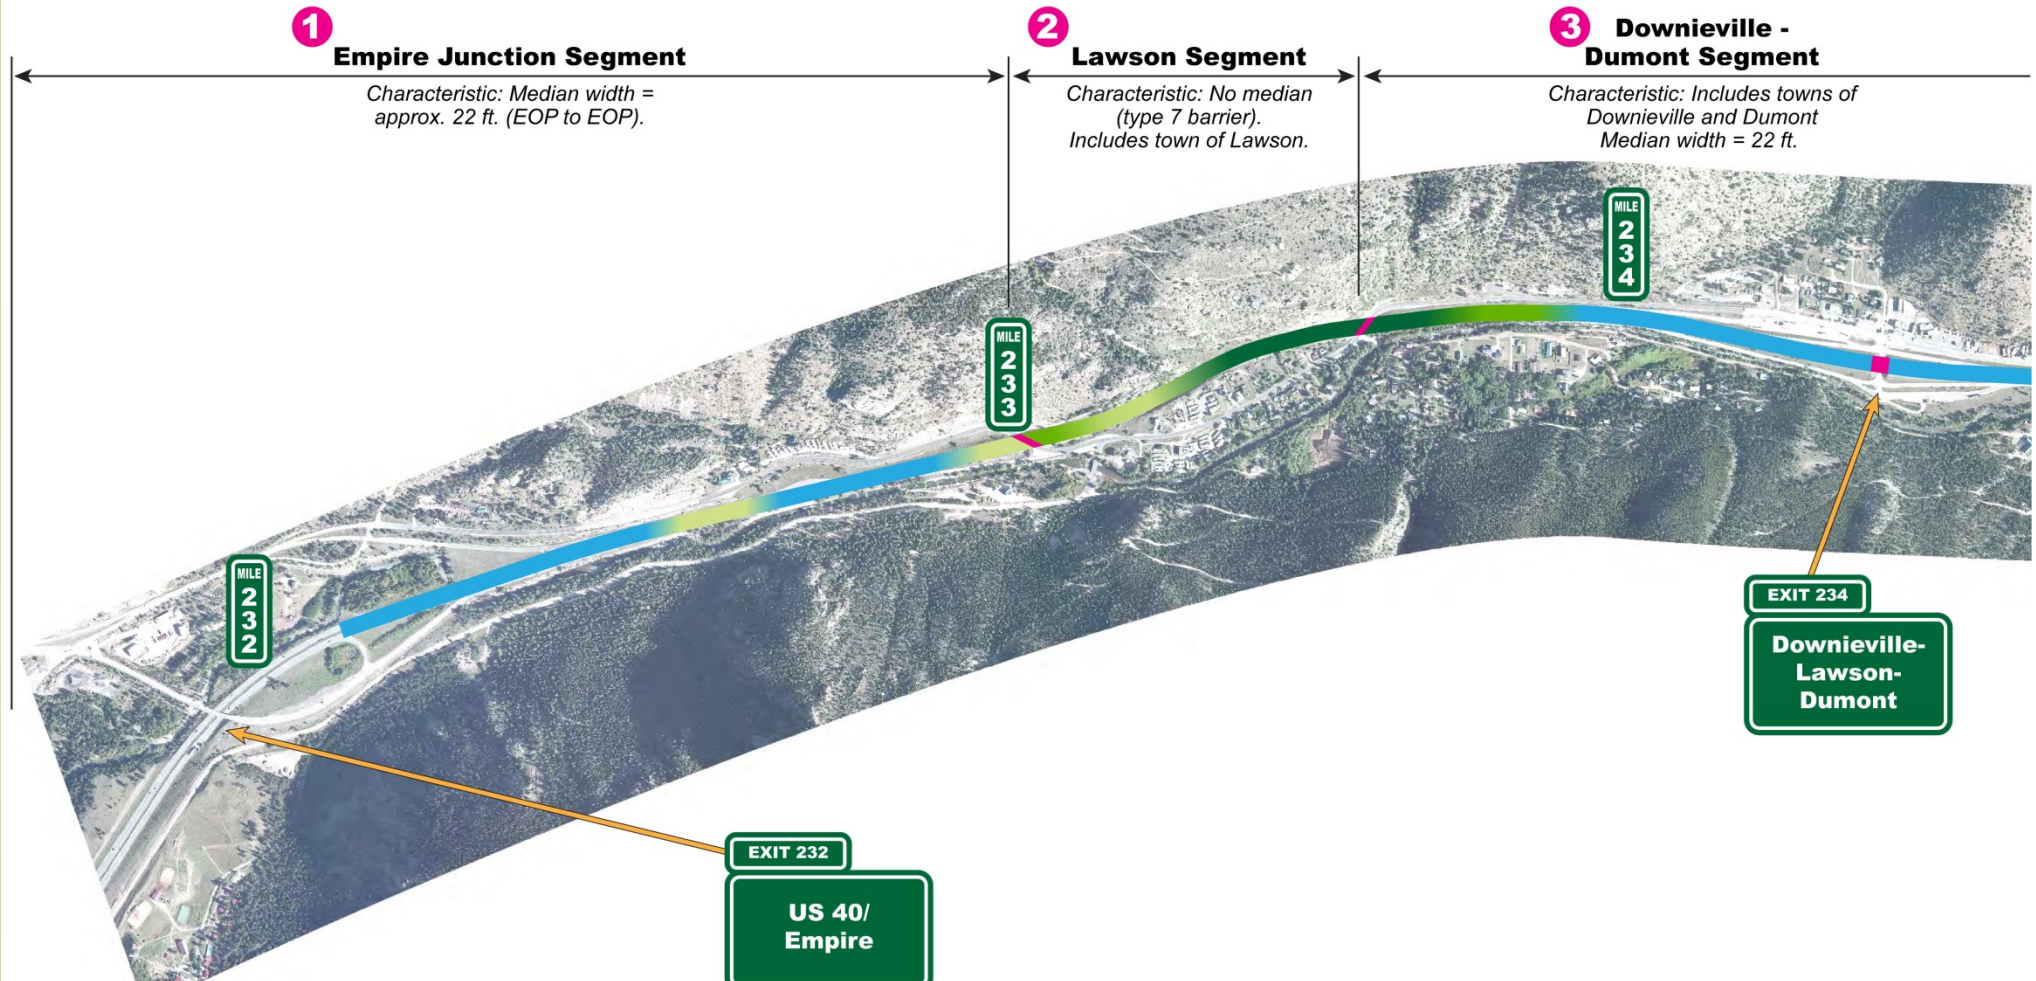 1
Empire Junction Segment
Characteristic: Median width =
approx. 22 ft. (EOP to EOP).
2
Lawson Segment
Characteristic: No median
(type 7 barrier).
Includes town of Lawson.
3
Downieville -
Dumont Segment
Characteristic: Includes towns of
Downieville and Dumont
Median width = 22 ft.
MILE
2
3
4
MILE
2
3
3
MILE
2
3
2
EXIT 234
Downieville-
Lawson-
Dumont
EXIT 232
US 40/
Empire